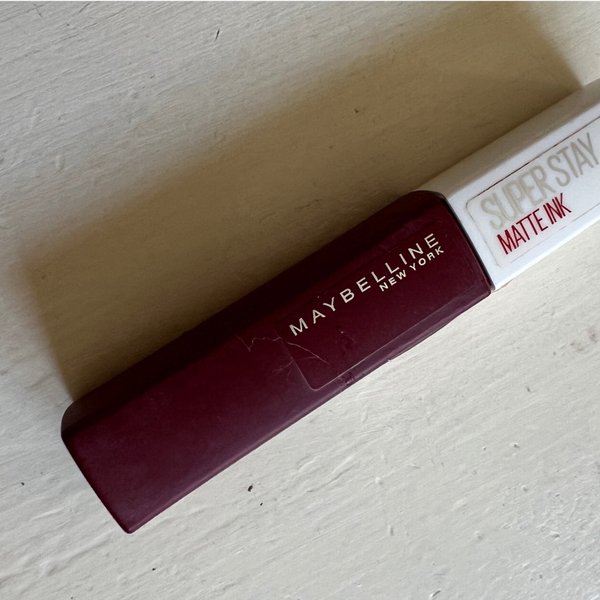 MAYBELLINE
NEW YORK
SUPER STAY
MATTE INK